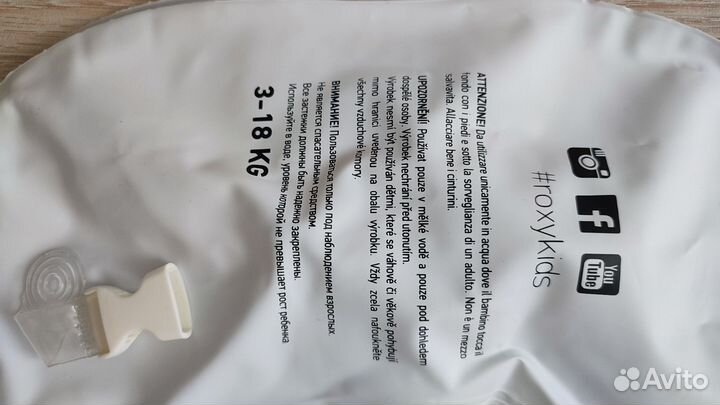 You
Tube
#roxykids
ATTENZIONE! Da utilizzare unicamente in acqua dove il bambino tocca il
fondo con i piedi e sotto la sorveglianza di un adulto. Non è un mezzo
salvavita. Allacciare bene i cinturini.
UPOZORNĚNÍ! Používat pouze v mělké vodě a pouze pod dohledem
dospělé osoby. Výrobek nechrání před utonutím.
Výrobek nesmí být používán dětmi, které se váhově či věkově pohybují
mimo hranici uvedenou na obalu výrobku. Vždy zcela nafoukněte
všechny vzduchové komory.
ВНИМАНИЕ! Пользоваться только под наблюдением взрослых.
Не является спасательным средством.
Все застежки должны быть надежно закреплены.
Используйте в воде, уровень которой не превышает рост ребенка
3-18 KG
Avito